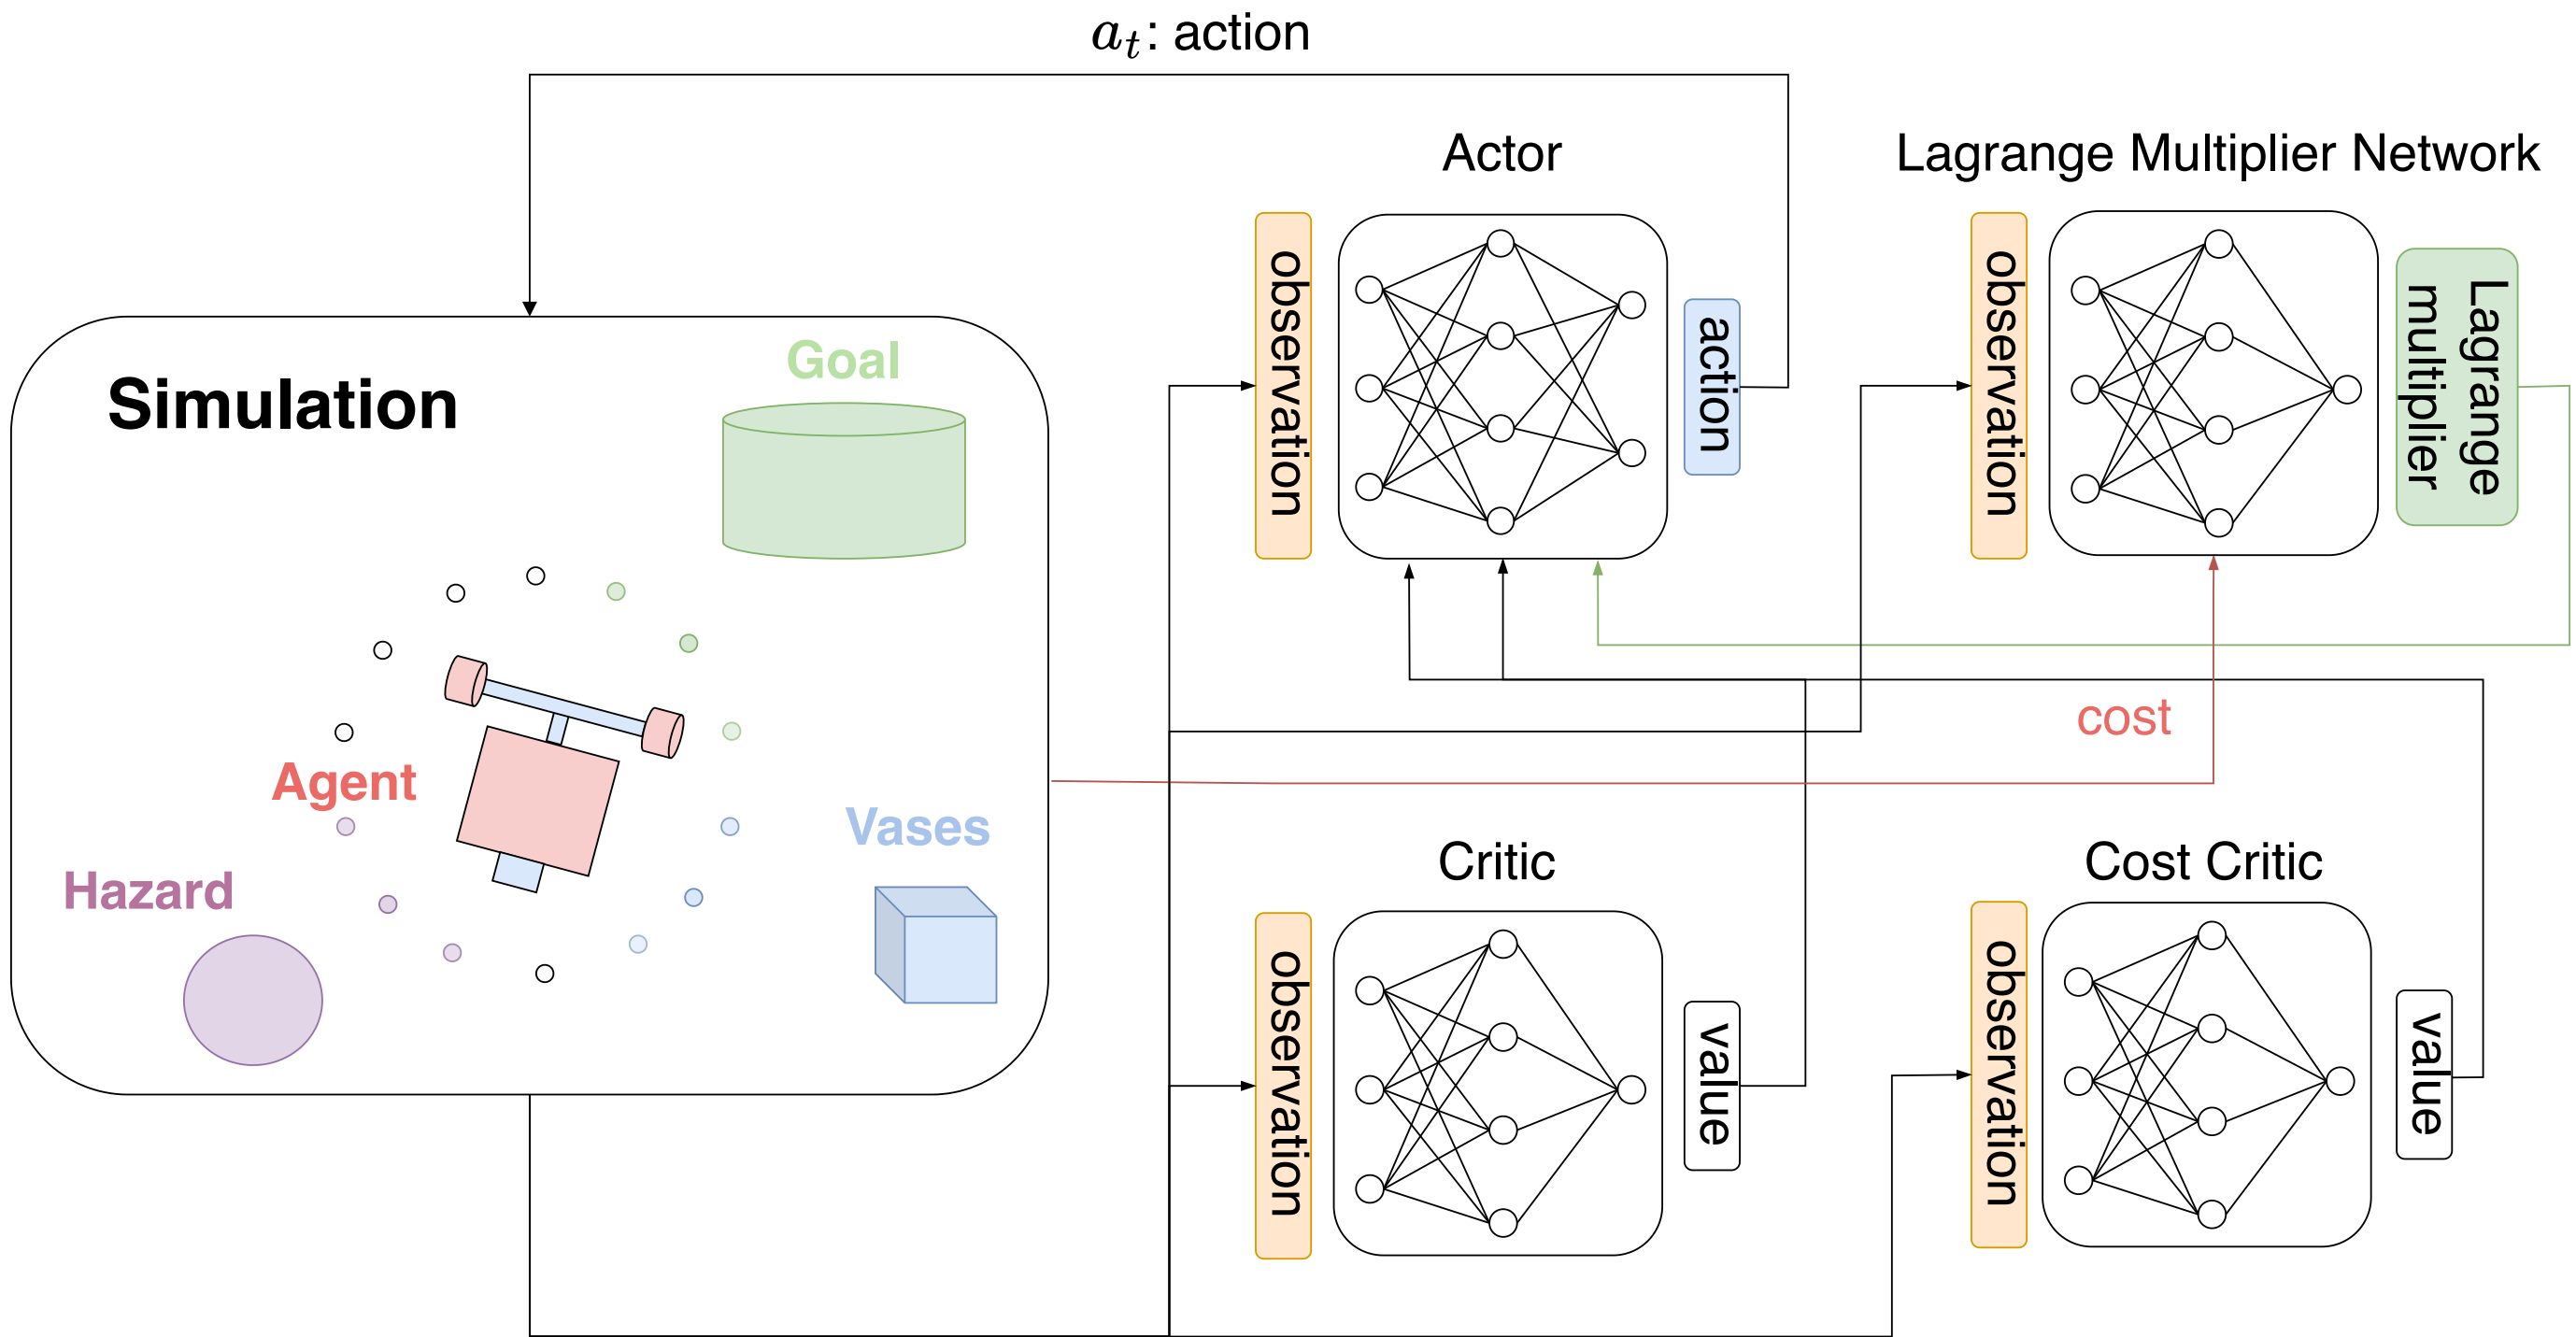 a_t: action
Actor
Lagrange Multiplier Network
observation
action
observation
Lagrange
multiplier
Simulation
Goal
Agent
Vases
Hazard
cost
Critic
Cost Critic
observation
value
observation
value